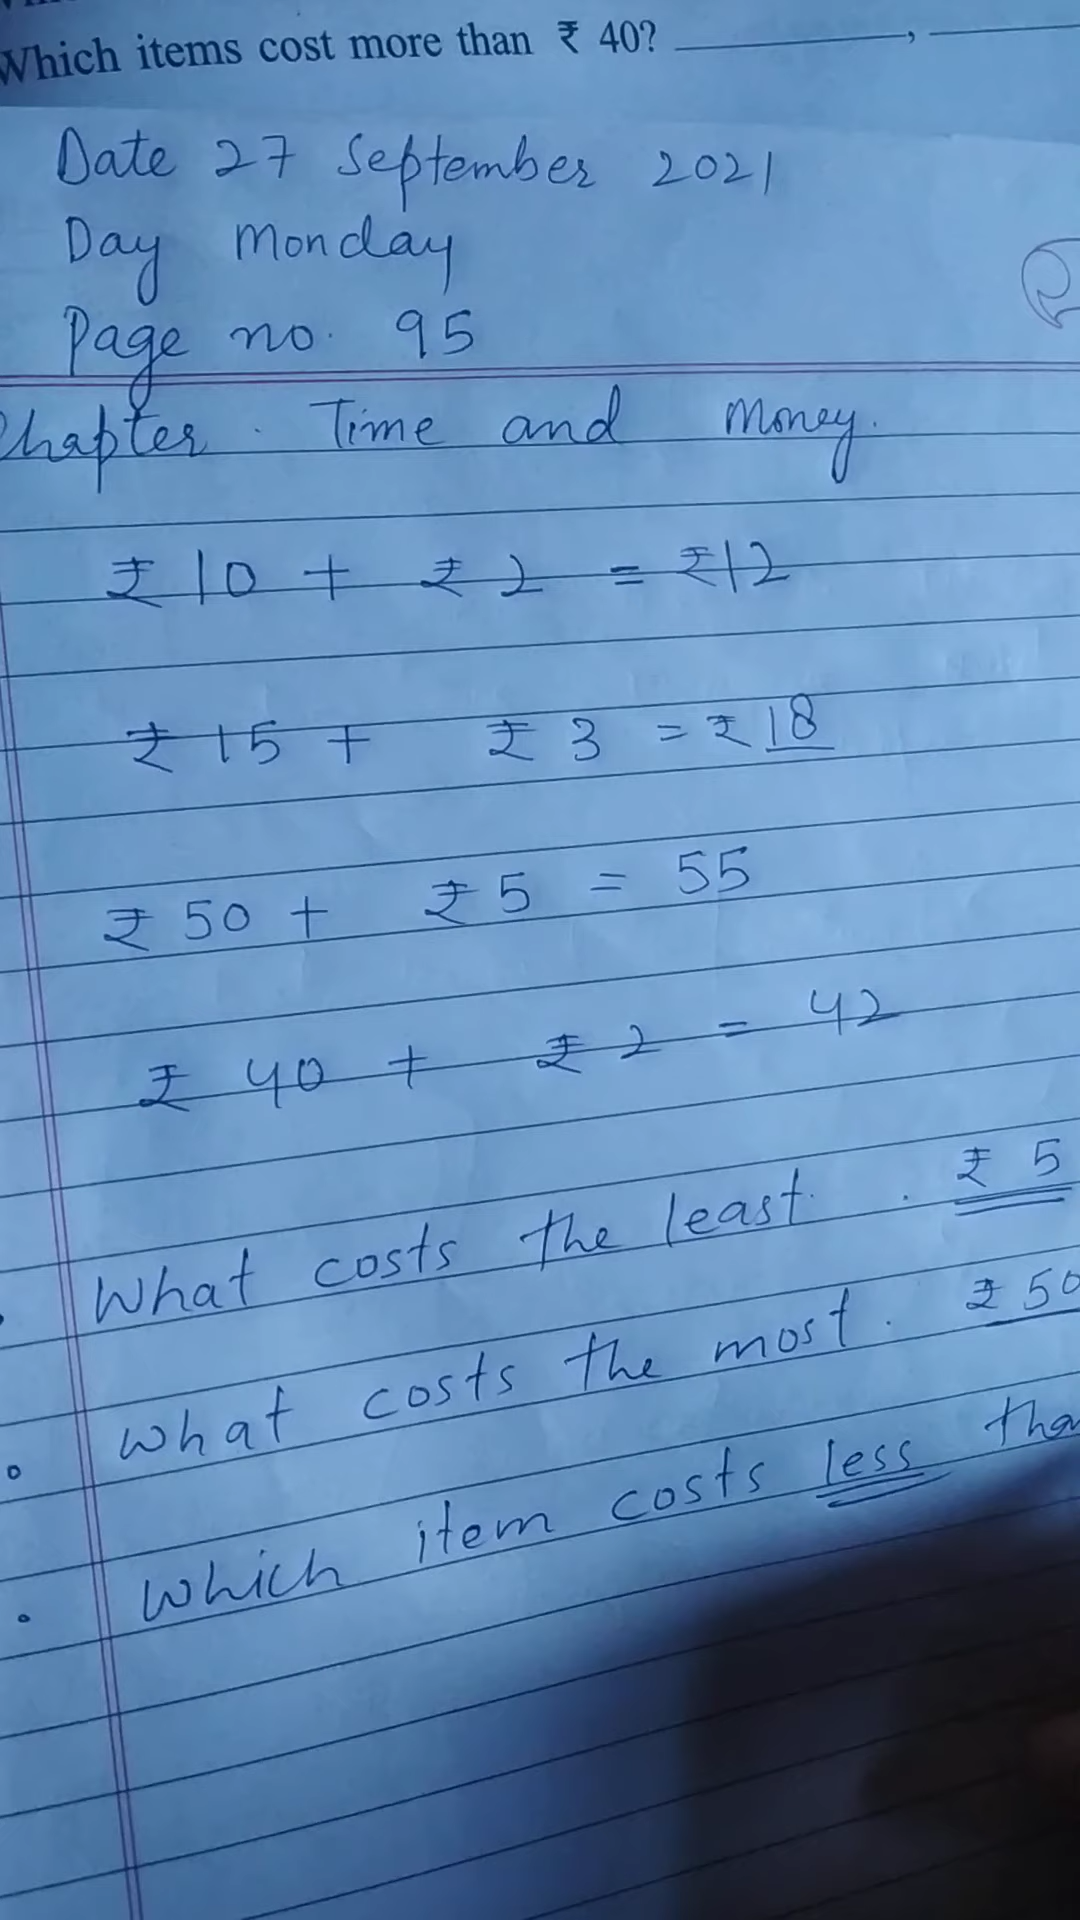 Which items cost more than ₹ 40? ________, ________
Date 27 September 2021
Day Monday
Page no. 95
Chapter . Time and Money.
₹ 10 + ₹ 2 = ₹12
₹ 15 + ₹ 3 = ₹ 18
₹ 50 + ₹ 5 = 55
₹ 40 + ₹ 2 = 42
What costs the least. . ₹ 5
What costs the most. ₹ 50
Which item costs less